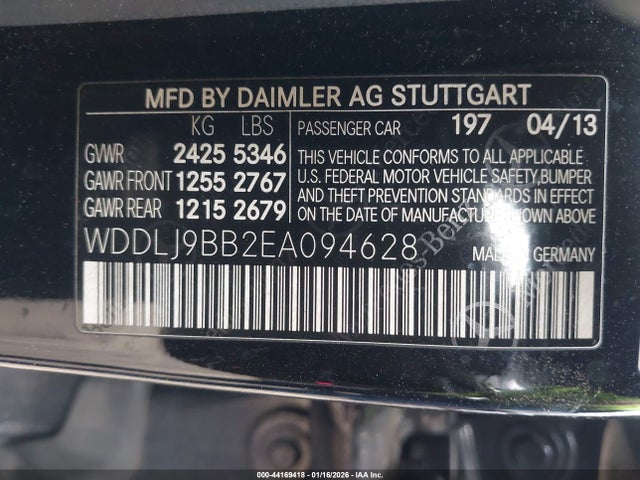 MFD BY DAIMLER AG STUTTGART
KG LBS PASSENGER CAR 197 04/13
GVWR 2425 5346 THIS VEHICLE CONFORMS TO ALL APPLICABLE
GAWR FRONT 1255 2767 U.S. FEDERAL MOTOR VEHICLE SAFETY, BUMPER
GAWR REAR 1215 2679 AND THEFT PREVENTION STANDARDS IN EFFECT
ON THE DATE OF MANUFACTURE SHOWN ABOVE
WDDLJ9BB2EA094628 MADE IN GERMANY
000-44169418 - 01/16/2026 - IAA Inc.